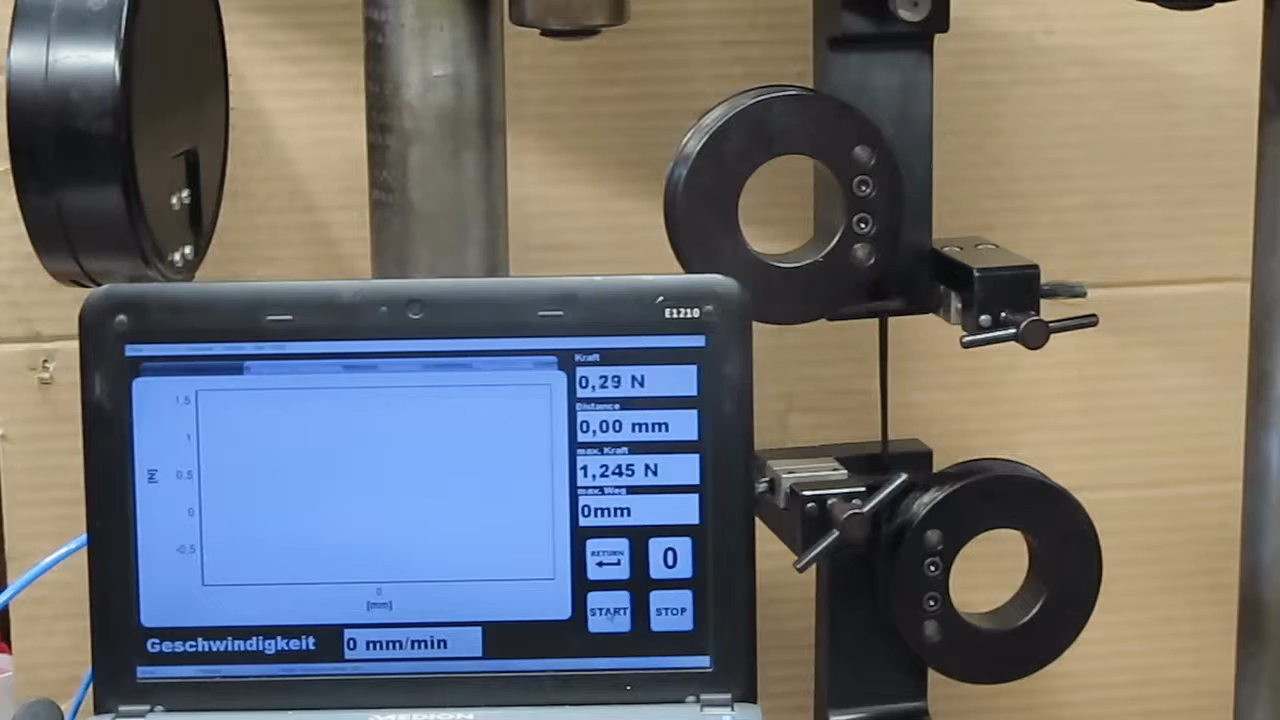 E1210
Kraft
0,29 N
Distance
0,00 mm
max. Kraft
1,245 N
max. Weg
0mm
1,5
1
0,5
0
-0,5
[N]
0
[mm]
RETURN
0
START
STOP
Geschwindigkeit
0 mm/min
MEDION